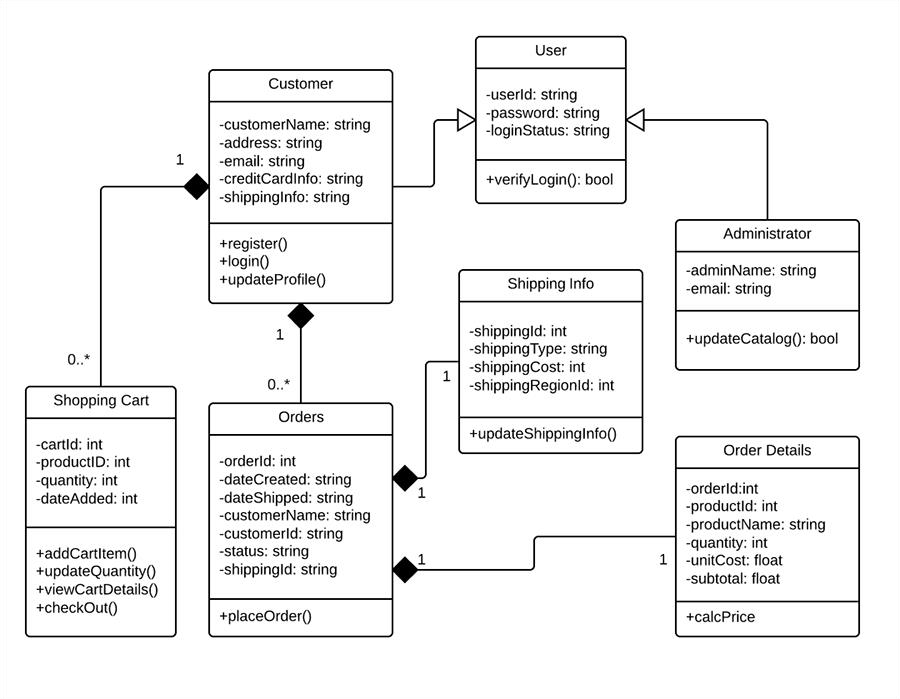 User
-userId: string
-password: string
-loginStatus: string
+verifyLogin(): bool
Customer
-customerName: string
-address: string
-email: string
-creditCardInfo: string
-shippingInfo: string
+register()
+login()
+updateProfile()
1
0..*
1
0..*
Administrator
-adminName: string
-email: string
+updateCatalog(): bool
Shipping Info
-shippingId: int
-shippingType: string
-shippingCost: int
-shippingRegionId: int
+updateShippingInfo()
1
1
Shopping Cart
-cartId: int
-productID: int
-quantity: int
-dateAdded: int
+addCartItem()
+updateQuantity()
+viewCartDetails()
+checkOut()
Orders
-orderId: int
-dateCreated: string
-dateShipped: string
-customerName: string
-customerId: string
-status: string
-shippingId: string
+placeOrder()
1
1
Order Details
-orderId:int
-productId: int
-productName: string
-quantity: int
-unitCost: float
-subtotal: float
+calcPrice